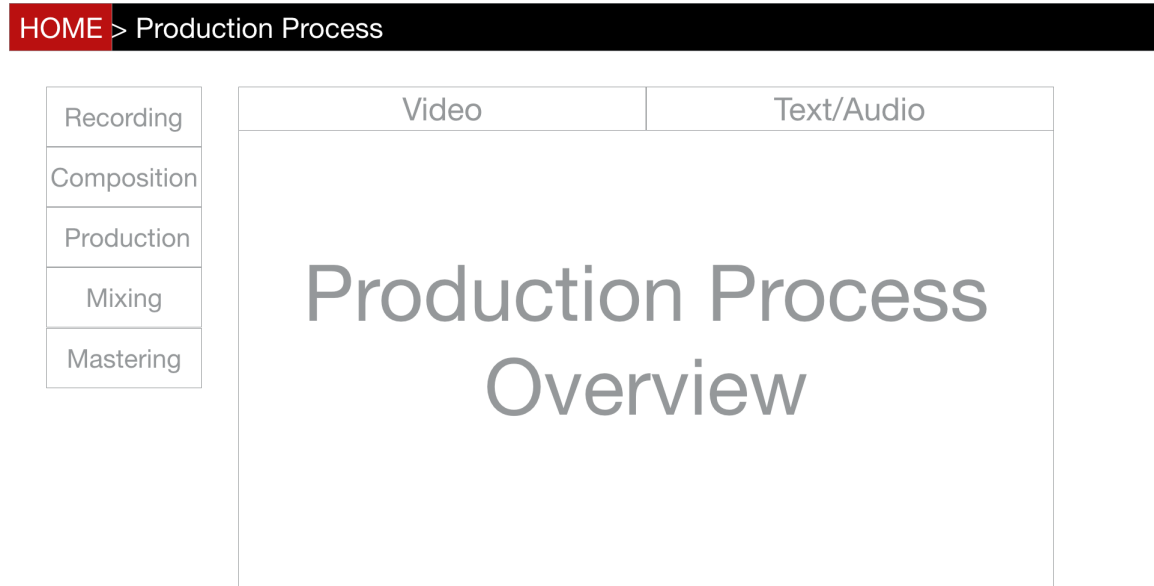 HOME > Production Process
Recording
Composition
Production
Mixing
Mastering
Video Text/Audio
Production Process
Overview